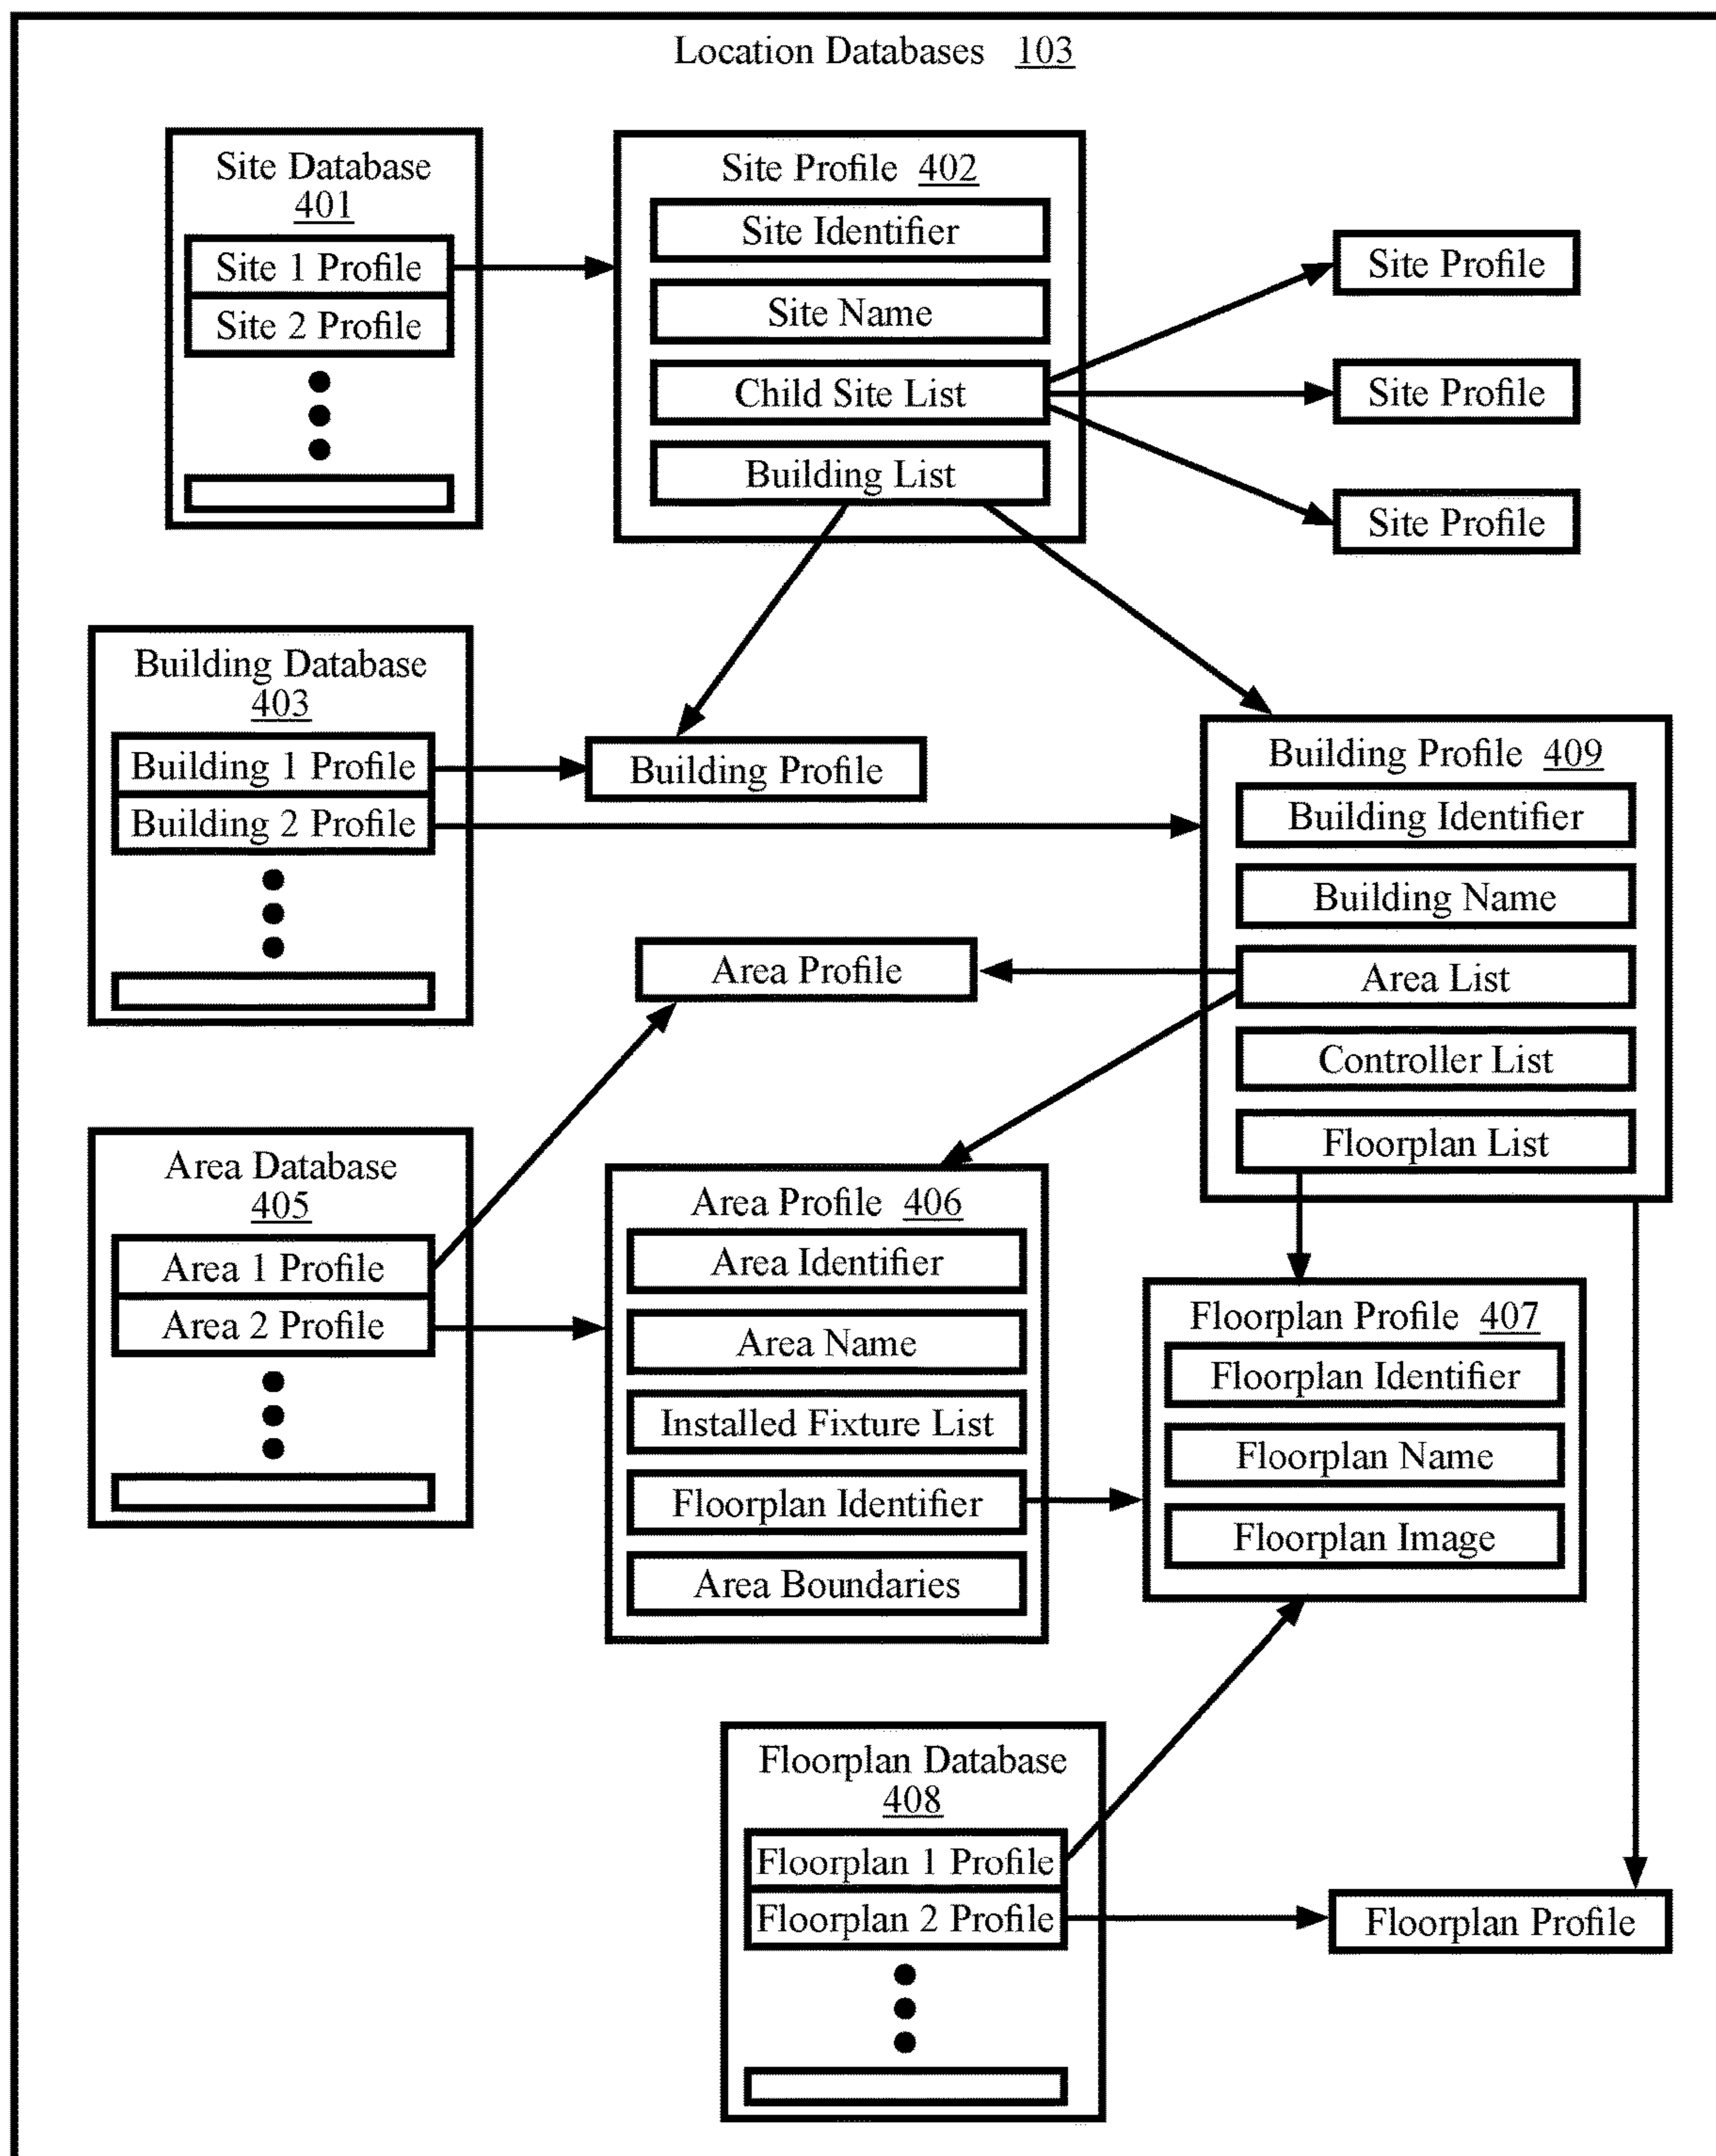 Location Databases 103
Site Database
401
Site 1 Profile
Site 2 Profile
Site Profile 402
Site Identifier
Site Name
Child Site List
Building List
Site Profile
Site Profile
Site Profile
Building Database
403
Building 1 Profile
Building 2 Profile
Building Profile
Building Profile 409
Building Identifier
Building Name
Area List
Controller List
Floorplan List
Area Profile
Area Database
405
Area 1 Profile
Area 2 Profile
Area Profile 406
Area Identifier
Area Name
Installed Fixture List
Floorplan Identifier
Area Boundaries
Floorplan Profile 407
Floorplan Identifier
Floorplan Name
Floorplan Image
Floorplan Database
408
Floorplan 1 Profile
Floorplan 2 Profile
Floorplan Profile